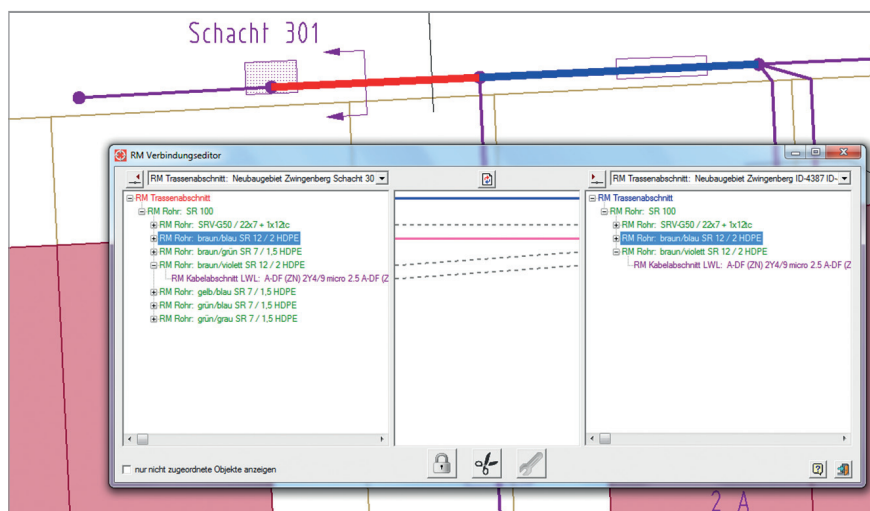 Schacht 301
RM Verbindungseditor
RM Trassenabschnitt: Neubaugebiet Zwingenberg Schacht 30
RM Trassenabschnitt: Neubaugebiet Zwingenberg ID-4387 ID-
RM Trassenabschnitt
RM Rohr: SR 100
RM Rohr: SRV-G50 / 22x7 + 1x12tc
RM Rohr: braun/blau SR 12 / 2 HDPE
RM Rohr: braun/grün SR 7 / 1,5 HDPE
RM Rohr: braun/violett SR 12 / 2 HDPE
RM Kabelabschnitt LWL: A-DF (ZN) 2Y4/9 micro 2.5 A-DF (Z
RM Rohr: gelb/blau SR 7 / 1,5 HDPE
RM Rohr: grün/blau SR 7 / 1,5 HDPE
RM Rohr: grün/grau SR 7 / 1,5 HDPE
RM Trassenabschnitt
RM Rohr: SR 100
RM Rohr: SRV-G50 / 22x7 + 1x12tc
RM Rohr: braun/blau SR 12 / 2 HDPE
RM Rohr: braun/violett SR 12 / 2 HDPE
RM Kabelabschnitt LWL: A-DF (ZN) 2Y4/9 micro 2.5 A-DF (Z
nur nicht zugeordnete Objekte anzeigen
2 A